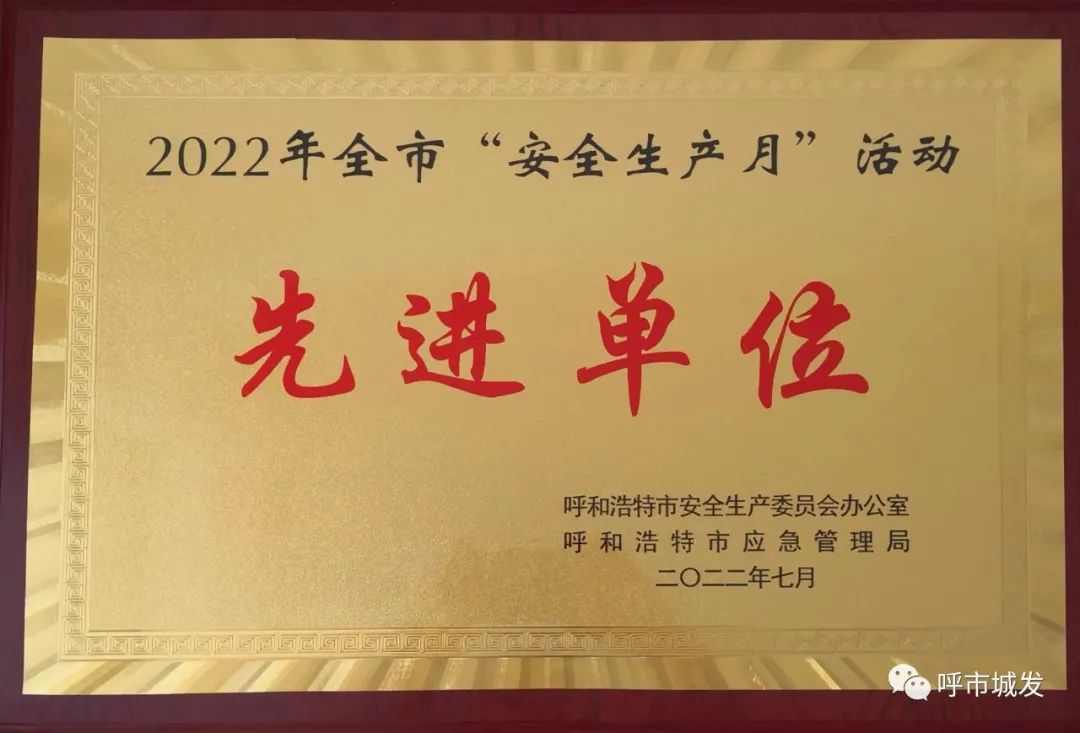 2022年全市“安全生产月”活动
先进单位
呼和浩特市安全生产委员会办公室
呼和浩特市应急管理局
二〇二二年七月
呼市城发